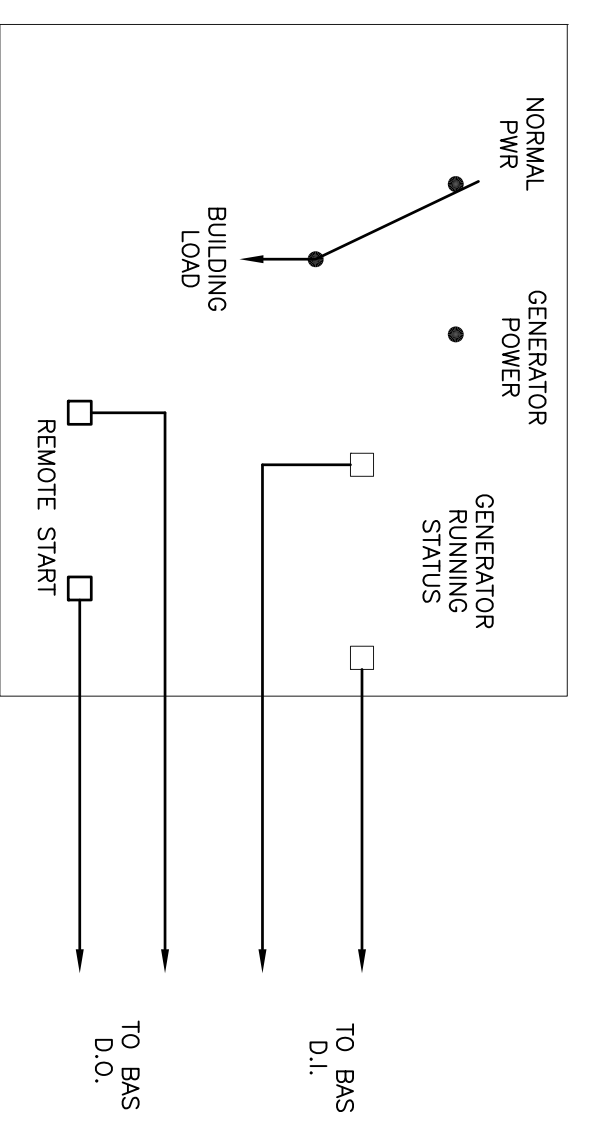 NORMAL
PWR
GENERATOR
POWER
GENERATOR
RUNNING
STATUS
BUILDING
LOAD
REMOTE START
TO BAS
D.I.
TO BAS
D.O.